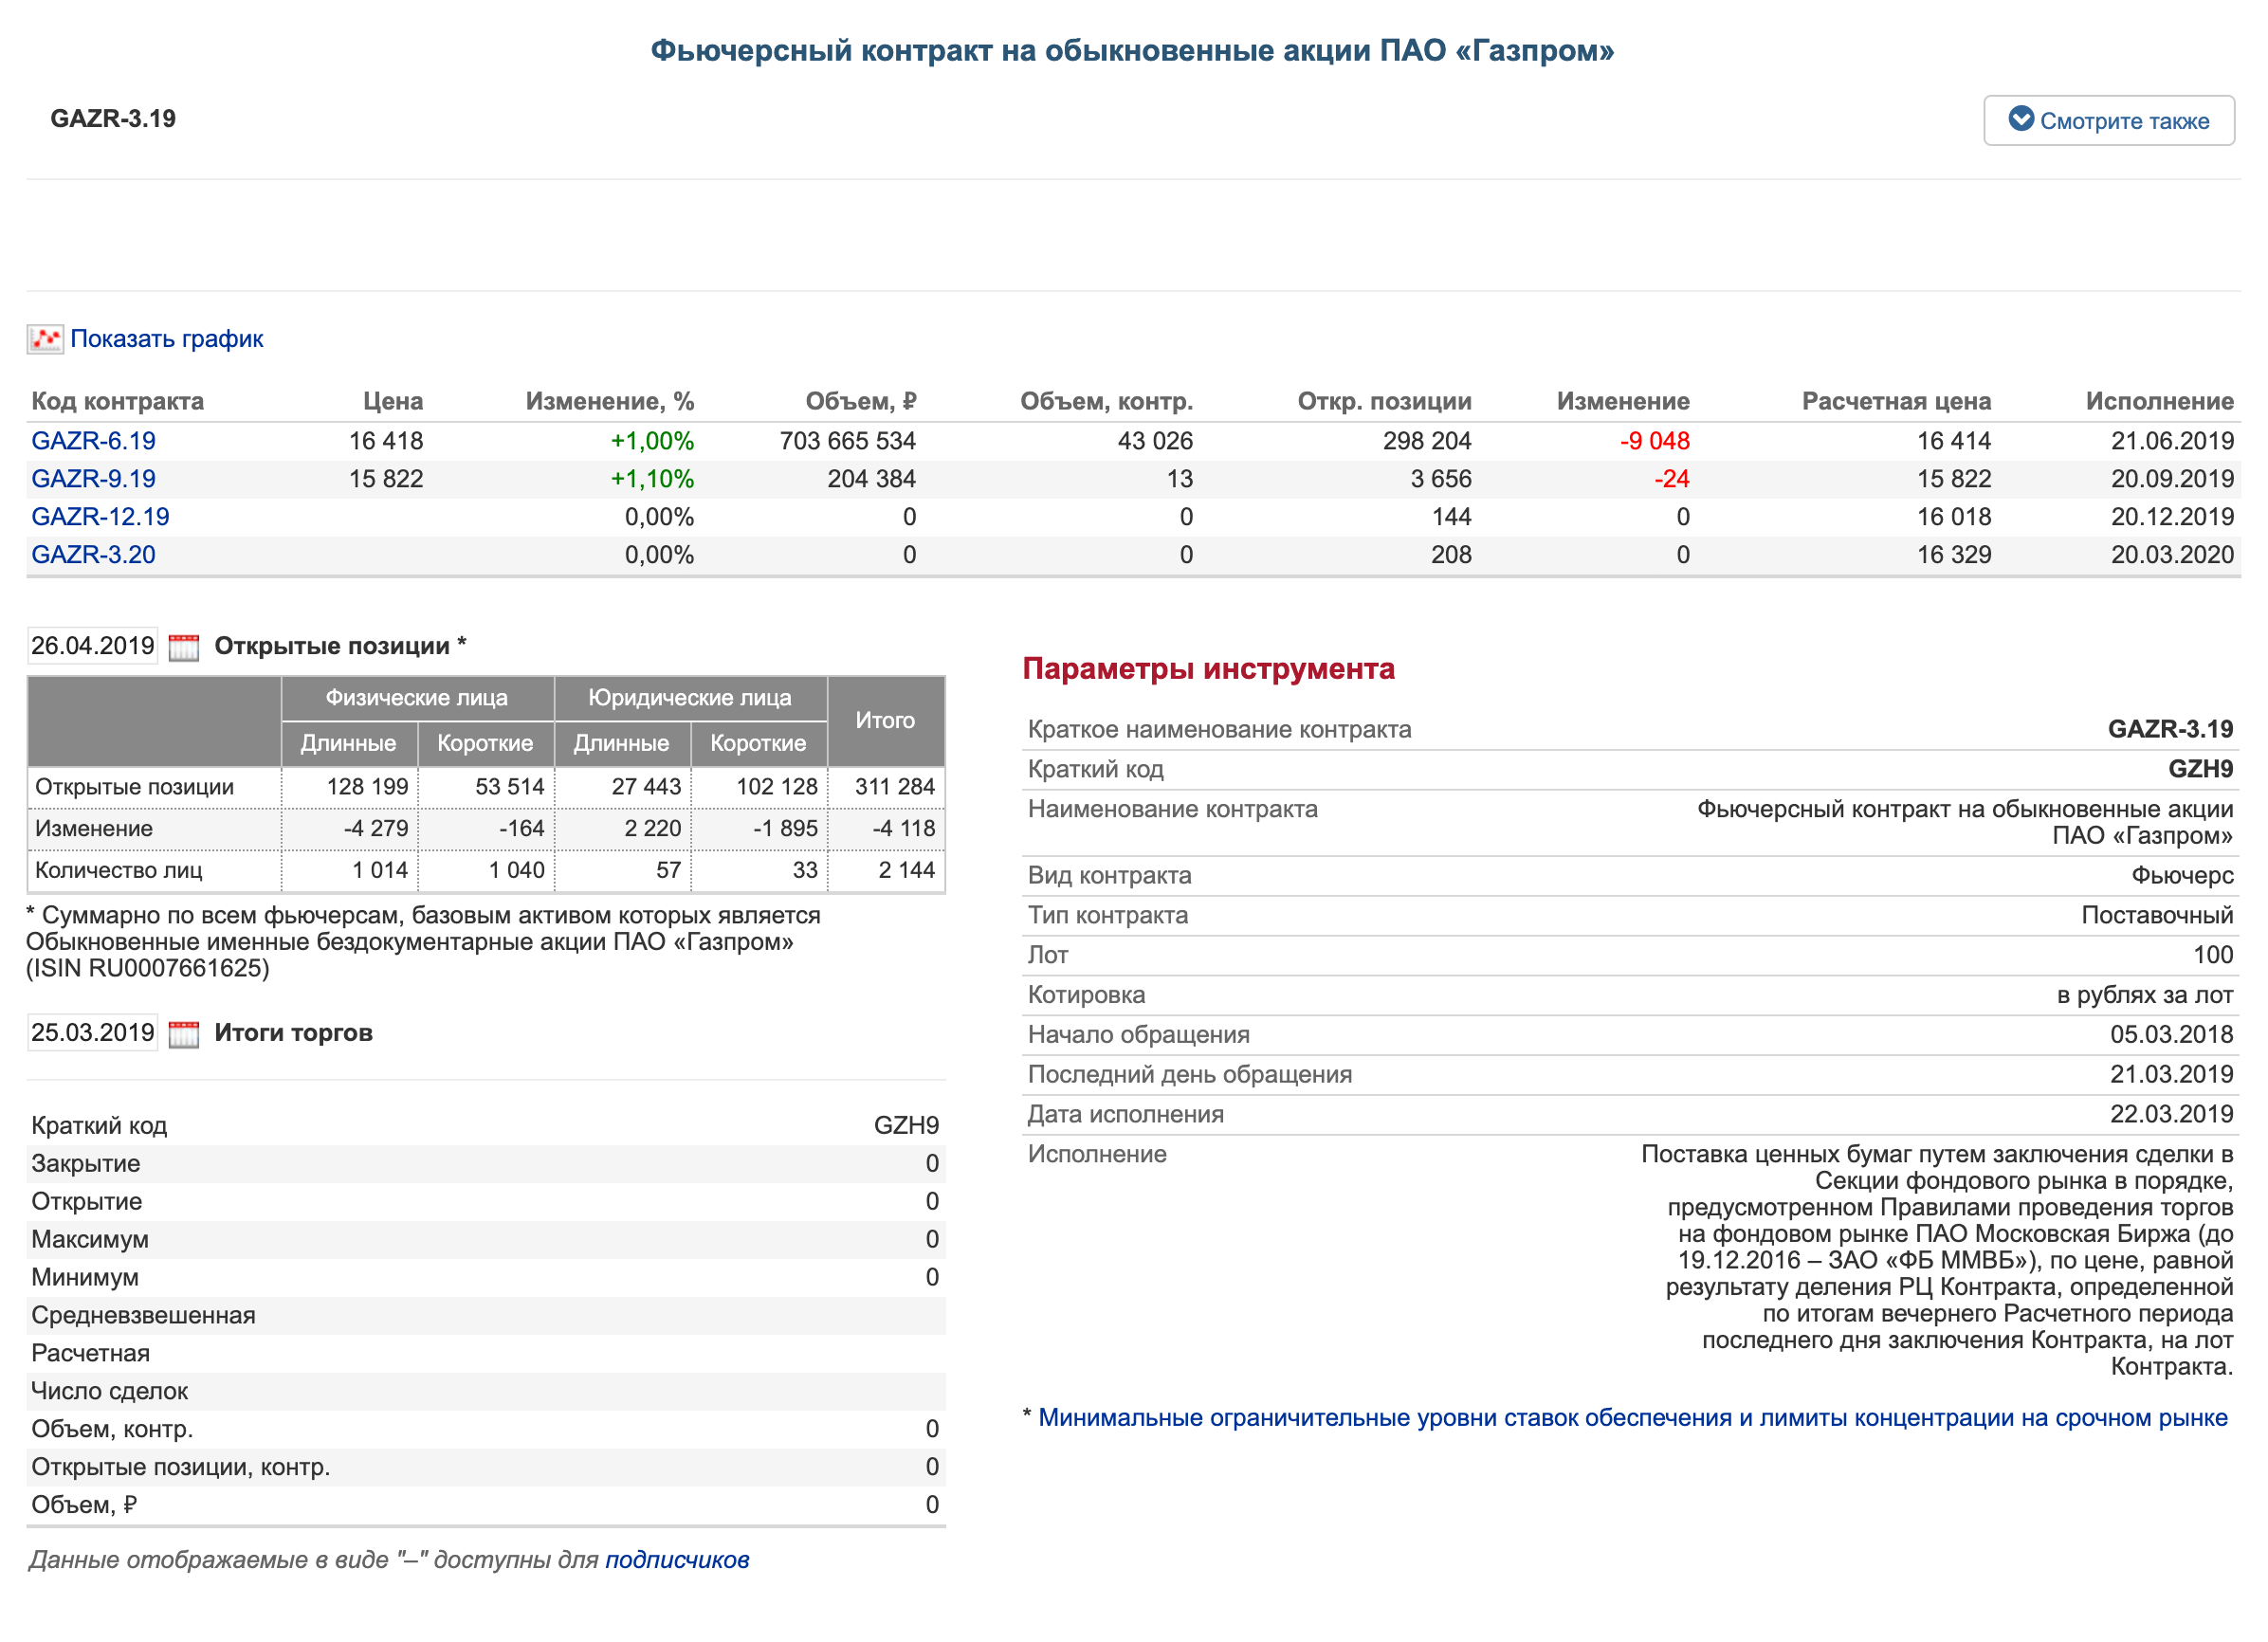 Фьючерсный контракт на обыкновенные акции ПАО «Газпром»
GAZR-3.19
Смотрите также
Показать график
Код контракта Цена Изменение, % Объем, ₽ Объем, контр. Откр. позиции Изменение Расчетная цена Исполнение
GAZR-6.19 16 418 +1,00% 703 665 534 43 026 298 204 -9 048 16 414 21.06.2019
GAZR-9.19 15 822 +1,10% 204 384 13 3 656 -24 15 822 20.09.2019
GAZR-12.19 0,00% 0 0 144 0 16 018 20.12.2019
GAZR-3.20 0,00% 0 0 208 0 16 329 20.03.2020
26.04.2019 Открытые позиции *
Физические лица Юридические лица Итого
Длинные Короткие Длинные Короткие
Открытые позиции 128 199 53 514 27 443 102 128 311 284
Изменение -4 279 -164 2 220 -1 895 -4 118
Количество лиц 1 014 1 040 57 33 2 144
* Суммарно по всем фьючерсам, базовым активом которых является
Обыкновенные именные бездокументарные акции ПАО «Газпром»
(ISIN RU0007661625)
25.03.2019 Итоги торгов
Краткий код GZH9
Закрытие 0
Открытие 0
Максимум 0
Минимум 0
Средневзвешенная
Расчетная
Число сделок
Объем, контр. 0
Открытые позиции, контр. 0
Объем, ₽ 0
Данные отображаемые в виде "–" доступны для подписчиков
Параметры инструмента
Краткое наименование контракта GAZR-3.19
Краткий код GZH9
Наименование контракта Фьючерсный контракт на обыкновенные акции
ПАО «Газпром»
Вид контракта Фьючерс
Тип контракта Поставочный
Лот 100
Котировка в рублях за лот
Начало обращения 05.03.2018
Последний день обращения 21.03.2019
Дата исполнения 22.03.2019
Исполнение Поставка ценных бумаг путем заключения сделки в
Секции фондового рынка в порядке,
предусмотренном Правилами проведения торгов
на фондовом рынке ПАО Московская Биржа (до
19.12.2016 – ЗАО «ФБ ММВБ»), по цене, равной
результату деления РЦ Контракта, определенной
по итогам вечернего Расчетного периода
последнего дня заключения Контракта, на лот
Контракта.
* Минимальные ограничительные уровни ставок обеспечения и лимиты концентрации на срочном рынке